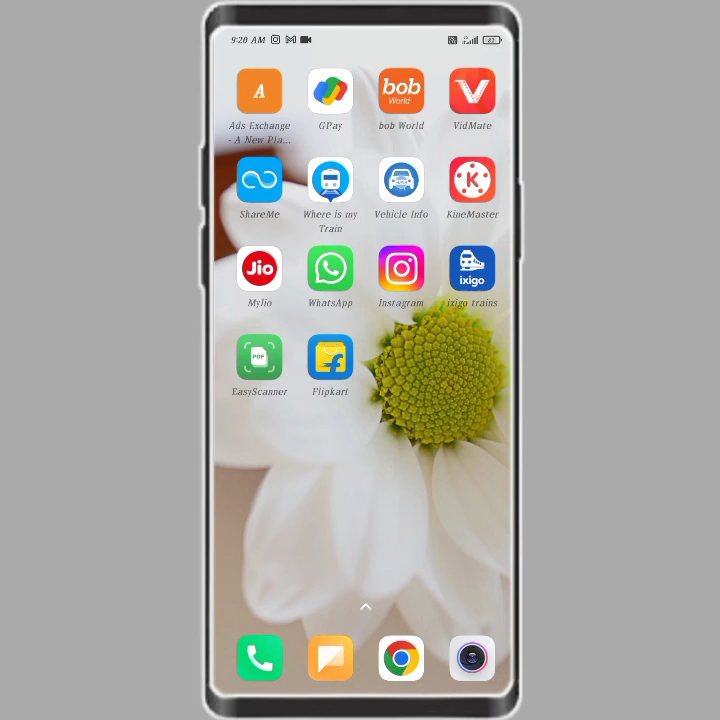 9:20 AM
A
bob
World
Ads Exchange
- A New Pla...
GPay
bob World
VidMate
K
ShareMe
Where is my
Train
Vehicle Info
KineMaster
Jio
ixigo
MyJio
WhatsApp
Instagram
ixigo trains
PDF
EasyScanner
Flipkart